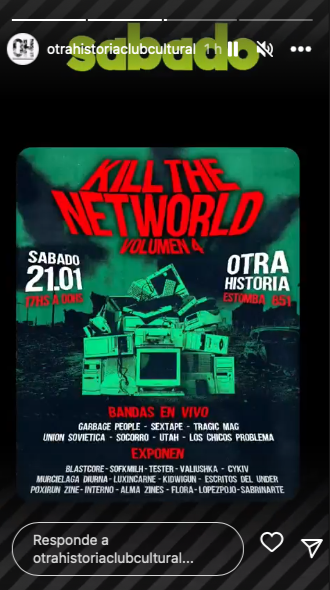 otrahistoriaclubcultural 1 h
sabado
KILL THE
NETWORLD
VOLUMEN 4
SABADO
21.01
17HS A 00HS
OTRA
HISTORIA
ESTOMBA 851
BANDAS EN VIVO
GARBAGE PEOPLE - SEXTAPE - TRAGIC MAG
UNION SOVIETICA - SOCORRO - UTAH - LOS CHICOS PROBLEMA
EXPONEN
BLASTCORE - SOFKMILH - TESTER - VALIUSHKA - CYKIV
MURCIELAGA DIURNA - LUXINCARNE - KIDWIGUN - ESCRITOS DEL UNDER
POXIRUN ZINE - INTERNO - ALMA ZINES - FLORA - LOPEZPOJO - SABRINARTE
Responde a
otrahistoriaclubcultural...